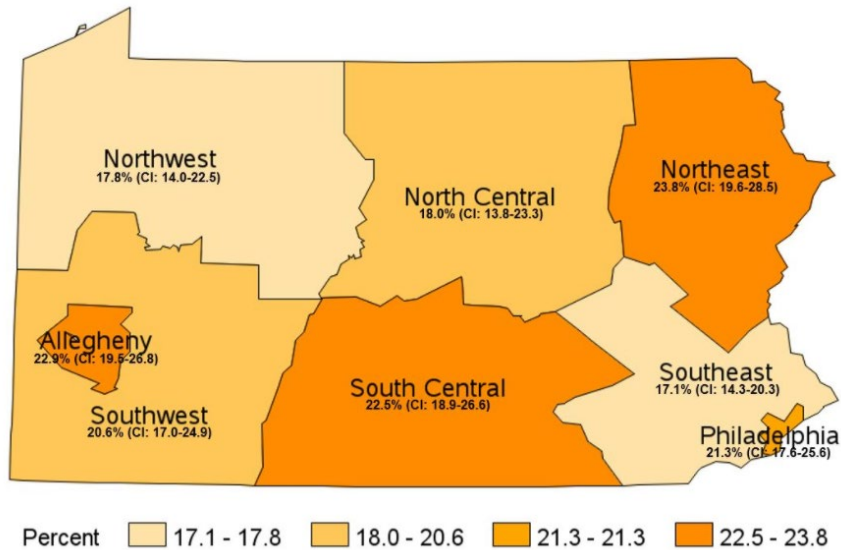 Northwest
17.8% (CI: 14.0-22.5)
North Central
18.0% (CI: 13.8-23.3)
Northeast
23.8% (CI: 19.6-28.5)
Allegheny
22.9% (CI: 19.5-26.8)
Southwest
20.6% (CI: 17.0-24.9)
South Central
22.5% (CI: 18.9-26.6)
Southeast
17.1% (CI: 14.3-20.3)
Philadelphia
21.3% (CI: 17.6-25.6)
Percent 17.1 - 17.8 18.0 - 20.6 21.3 - 21.3 22.5 - 23.8